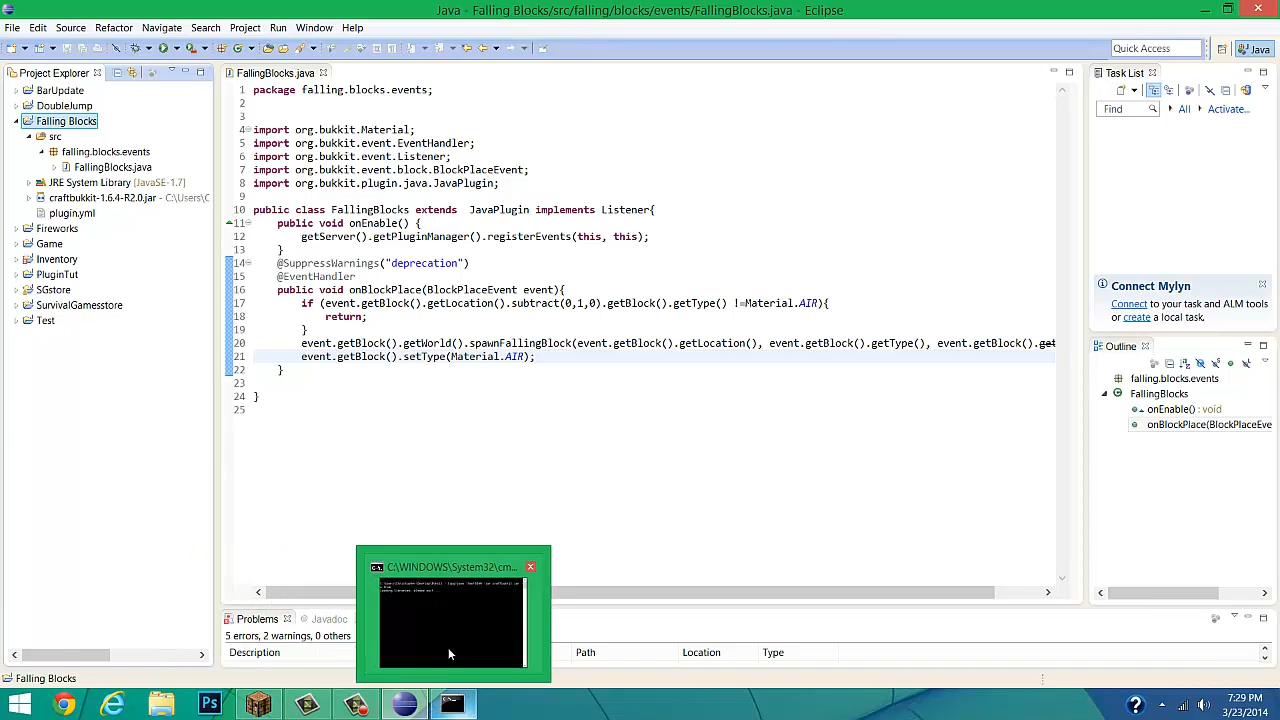 Java - Falling Blocks/src/falling/blocks/events/FallingBlocks.java - Eclipse
File Edit Source Refactor Navigate Search Project Run Window Help
Quick Access
Java
Project Explorer
FallingBlocks.java
Task List
BarUpdate
DoubleJump
Falling Blocks
src
falling.blocks.events
FallingBlocks.java
JRE System Library [JavaSE-1.7]
craftbukkit-1.6.4-R2.0.jar - C:\Users\C
plugin.yml
Fireworks
Game
Inventory
PluginTut
SGstore
SurvivalGamesstore
Test
1 package falling.blocks.events;
2
3
4 import org.bukkit.Material;
5 import org.bukkit.event.EventHandler;
6 import org.bukkit.event.Listener;
7 import org.bukkit.event.block.BlockPlaceEvent;
8 import org.bukkit.plugin.java.JavaPlugin;
9
10 public class FallingBlocks extends  JavaPlugin implements Listener{
11 public void onEnable() {
12 getServer().getPluginManager().registerEvents(this, this);
13 }
14 @SuppressWarnings("deprecation")
15 @EventHandler
16 public void onBlockPlace(BlockPlaceEvent event){
17 if (event.getBlock().getLocation().subtract(0,1,0).getBlock().getType() !=Material.AIR){
18 return;
19 }
20 event.getBlock().getWorld().spawnFallingBlock(event.getBlock().getLocation(), event.getBlock().getType(), event.getBlock().get
21 event.getBlock().setType(Material.AIR);
22 }
23
24 }
25
Find All Activate...
Connect Mylyn
Connect to your task and ALM tools
or create a local task.
Outline
falling.blocks.events
FallingBlocks
onEnable() : void
onBlockPlace(BlockPlaceEve
C:\WINDOWS\System32\cm...
Problems Javadoc
5 errors, 2 warnings, 0 others
Description Path Location Type
Falling Blocks
Ps
7:29 PM
3/23/2014